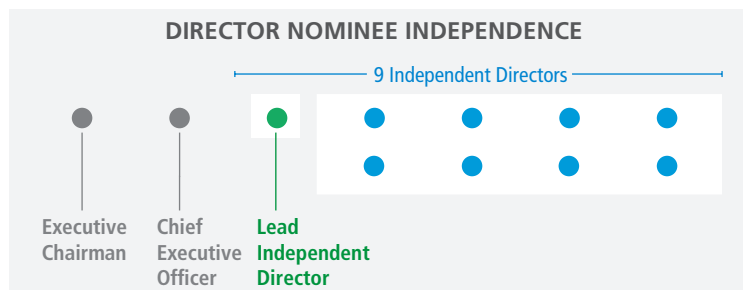 DIRECTOR NOMINEE INDEPENDENCE
9 Independent Directors
Executive
Chairman
Chief
Executive
Officer
Lead
Independent
Director